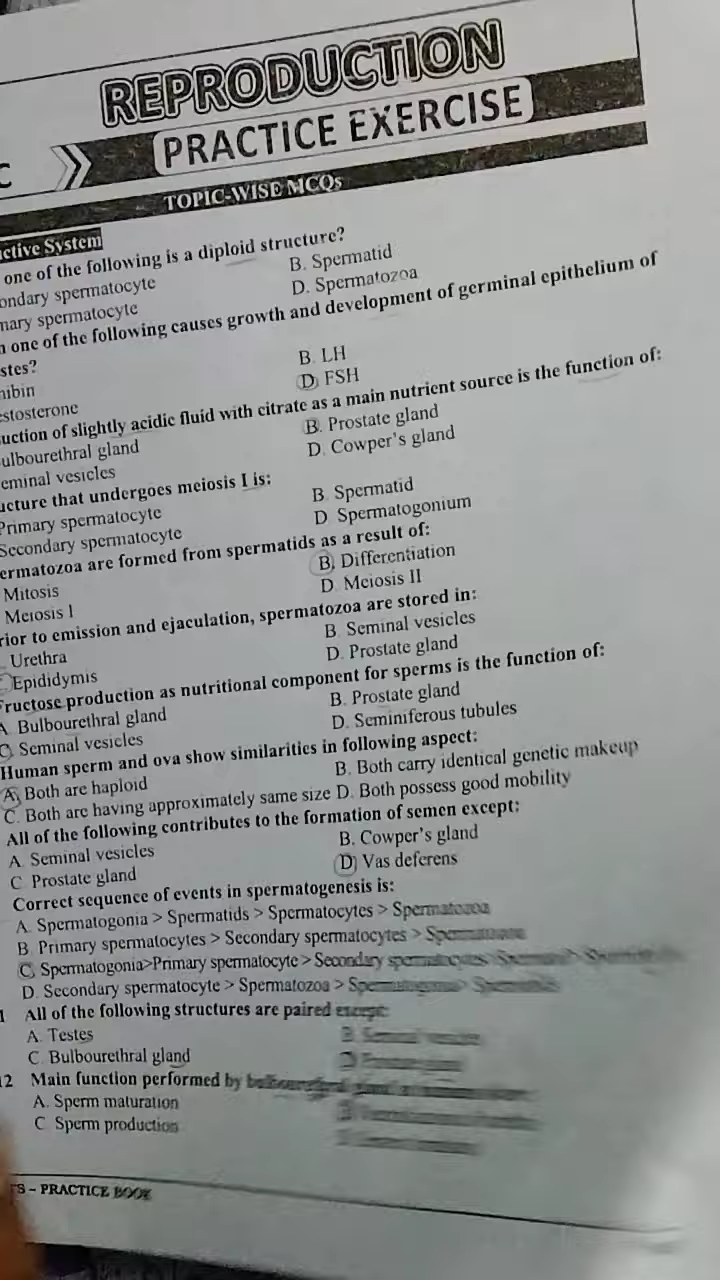 REPRODUCTION
PRACTICE EXERCISE
TOPIC-WISE MCQs
ctive System
one of the following is a diploid structure?
ondary spermatocyte B. Spermatid
mary spermatocyte D. Spermatozoa
one of the following causes growth and development of germinal epithelium of
stes?
nibin B. LH
estosterone D. FSH
uction of slightly acidic fluid with citrate as a main nutrient source is the function of:
ulbourethral gland B. Prostate gland
eminal vesicles D. Cowper's gland
ucture that undergoes meiosis I is:
Primary spermatocyte B. Spermatid
Secondary spermatocyte D Spermatogonium
ermatozoa are formed from spermatids as a result of:
Mitosis B. Differentiation
Meiosis I D. Meiosis II
rior to emission and ejaculation, spermatozoa are stored in:
Urethra B. Seminal vesicles
Epididymis D. Prostate gland
Fructose production as nutritional component for sperms is the function of:
A. Bulbourethral gland B. Prostate gland
C. Seminal vesicles D. Seminiferous tubules
Human sperm and ova show similarities in following aspect:
A. Both are haploid B. Both carry identical genetic makeup
C. Both are having approximately same size D. Both possess good mobility
All of the following contributes to the formation of semen except:
A. Seminal vesicles B. Cowper's gland
C. Prostate gland D. Vas deferens
Correct sequence of events in spermatogenesis is:
A. Spermatogonia > Spermatids > Spermatocytes > Spermatozoa
B. Primary spermatocytes > Secondary spermatocytes >
C. Spermatogonia>Primary spermatocyte > Secondary
D. Secondary spermatocyte > Spermatozoa >
1 All of the following structures are paired except:
A. Testes
C. Bulbourethral gland
12 Main function performed by
A. Sperm maturation
C Sperm production
TS – PRACTICE BOOK